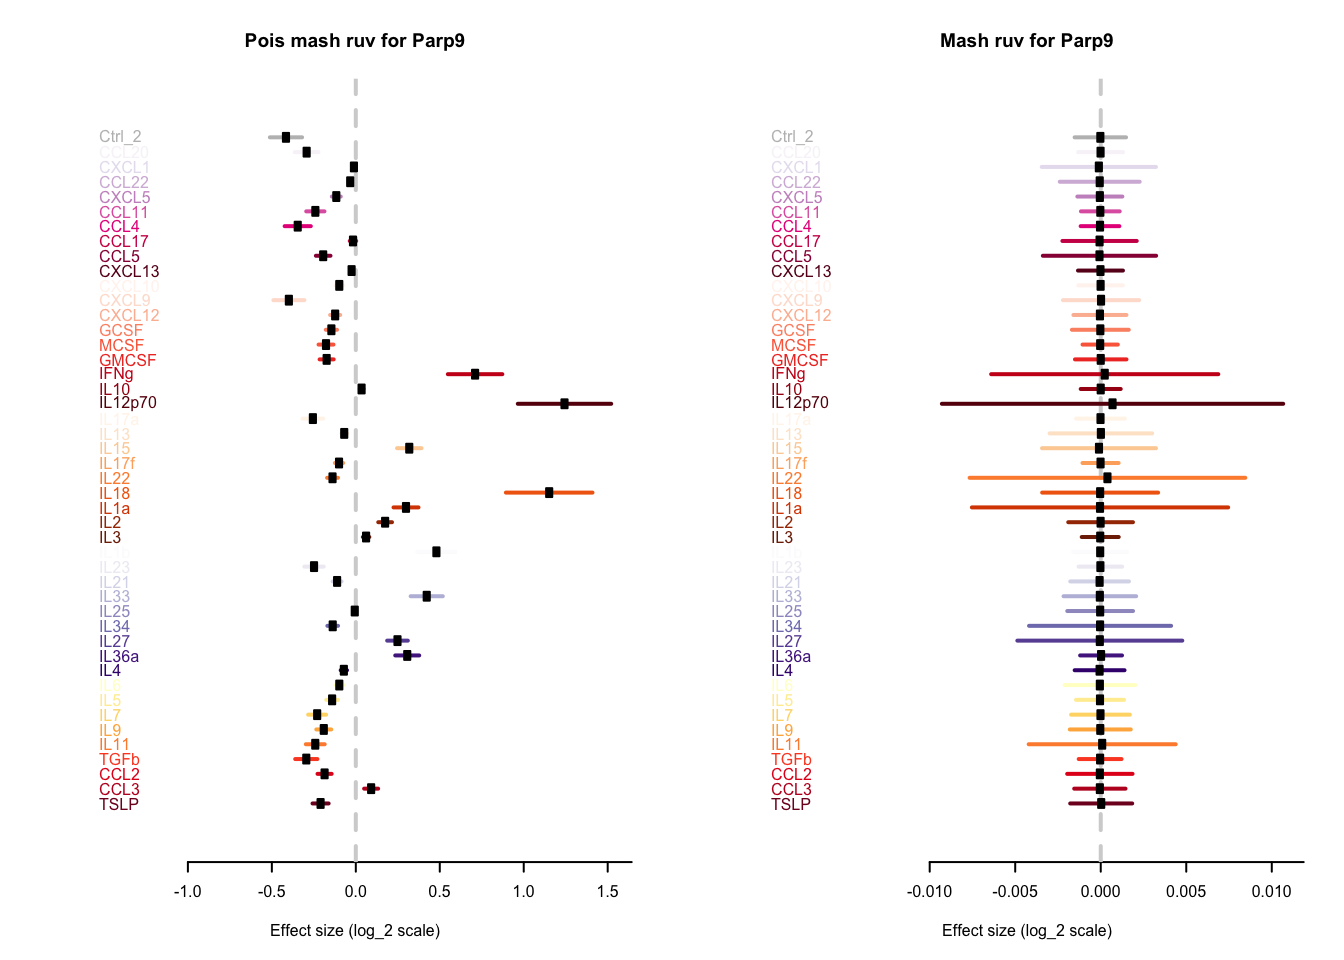 Pois mash ruv for Parp9
Ctrl_2
CCL20
CXCL1
CCL22
CXCL5
CCL11
CCL4
CCL17
CCL5
CXCL13
CXCL10
CXCL9
CXCL12
GCSF
MCSF
GMCSF
IFNg
IL10
IL12p70
IL13
IL15
IL17f
IL22
IL18
IL1a
IL2
IL3
IL23
IL21
IL33
IL25
IL34
IL27
IL36a
IL4
IL5
IL7
IL9
IL11
TGFb
CCL2
CCL3
TSLP
-1.0 -0.5 0.0 0.5 1.0 1.5
Effect size (log_2 scale)
Mash ruv for Parp9
Ctrl_2
CCL20
CXCL1
CCL22
CXCL5
CCL11
CCL4
CCL17
CCL5
CXCL13
CXCL10
CXCL9
CXCL12
GCSF
MCSF
GMCSF
IFNg
IL10
IL12p70
IL13
IL15
IL17f
IL22
IL18
IL1a
IL2
IL3
IL23
IL21
IL33
IL25
IL34
IL27
IL36a
IL4
IL5
IL7
IL9
IL11
TGFb
CCL2
CCL3
TSLP
-0.010 -0.005 0.000 0.005 0.010
Effect size (log_2 scale)